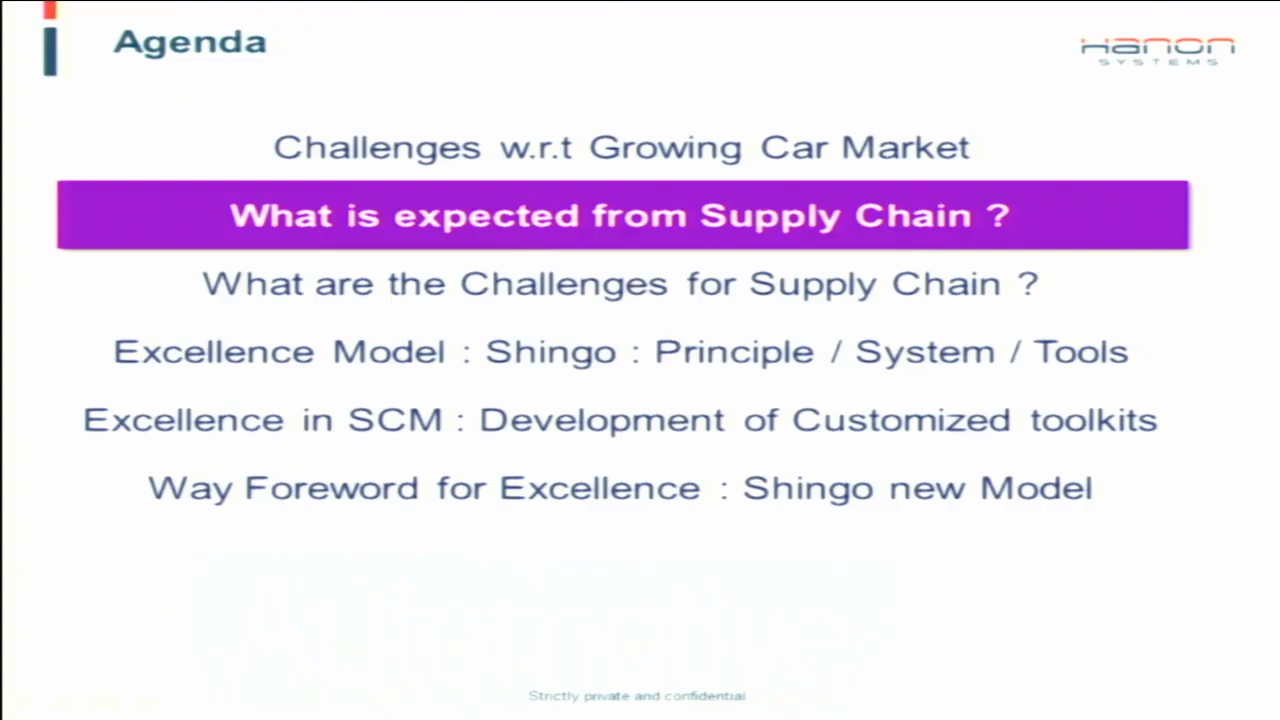 Agenda
Hanon
SYSTEMS
Challenges w.r.t Growing Car Market
What is expected from Supply Chain ?
What are the Challenges for Supply Chain ?
Excellence Model : Shingo : Principle / System / Tools
Excellence in SCM : Development of Customized toolkits
Way Foreword for Excellence : Shingo new Model
Strictly private and confidential